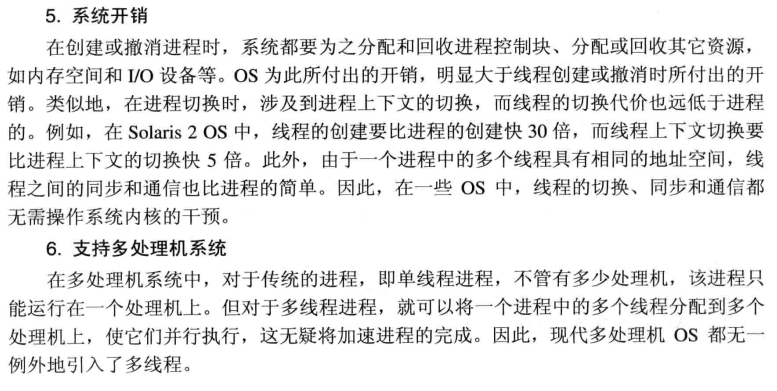 5. 系统开销
在创建或撤消进程时，系统都要为之分配和回收进程控制块、分配或回收其它资源，
如内存空间和 I/O 设备等。OS 为此所付出的开销，明显大于线程创建或撤消时所付出的开
销。类似地，在进程切换时，涉及到进程上下文的切换，而线程的切换代价也远低于进程
的。例如，在 Solaris 2 OS 中，线程的创建要比进程的创建快 30 倍，而线程上下文切换要
比进程上下文的切换快 5 倍。此外，由于一个进程中的多个线程具有相同的地址空间，线
程之间的同步和通信也比进程的简单。因此，在一些 OS 中，线程的切换、同步和通信都
无需操作系统内核的干预。
6. 支持多处理机系统
在多处理机系统中，对于传统的进程，即单线程进程，不管有多少处理机，该进程只
能运行在一个处理机上。但对于多线程进程，就可以将一个进程中的多个线程分配到多个
处理机上，使它们并行执行，这无疑将加速进程的完成。因此，现代多处理机 OS 都无一
例外地引入了多线程。